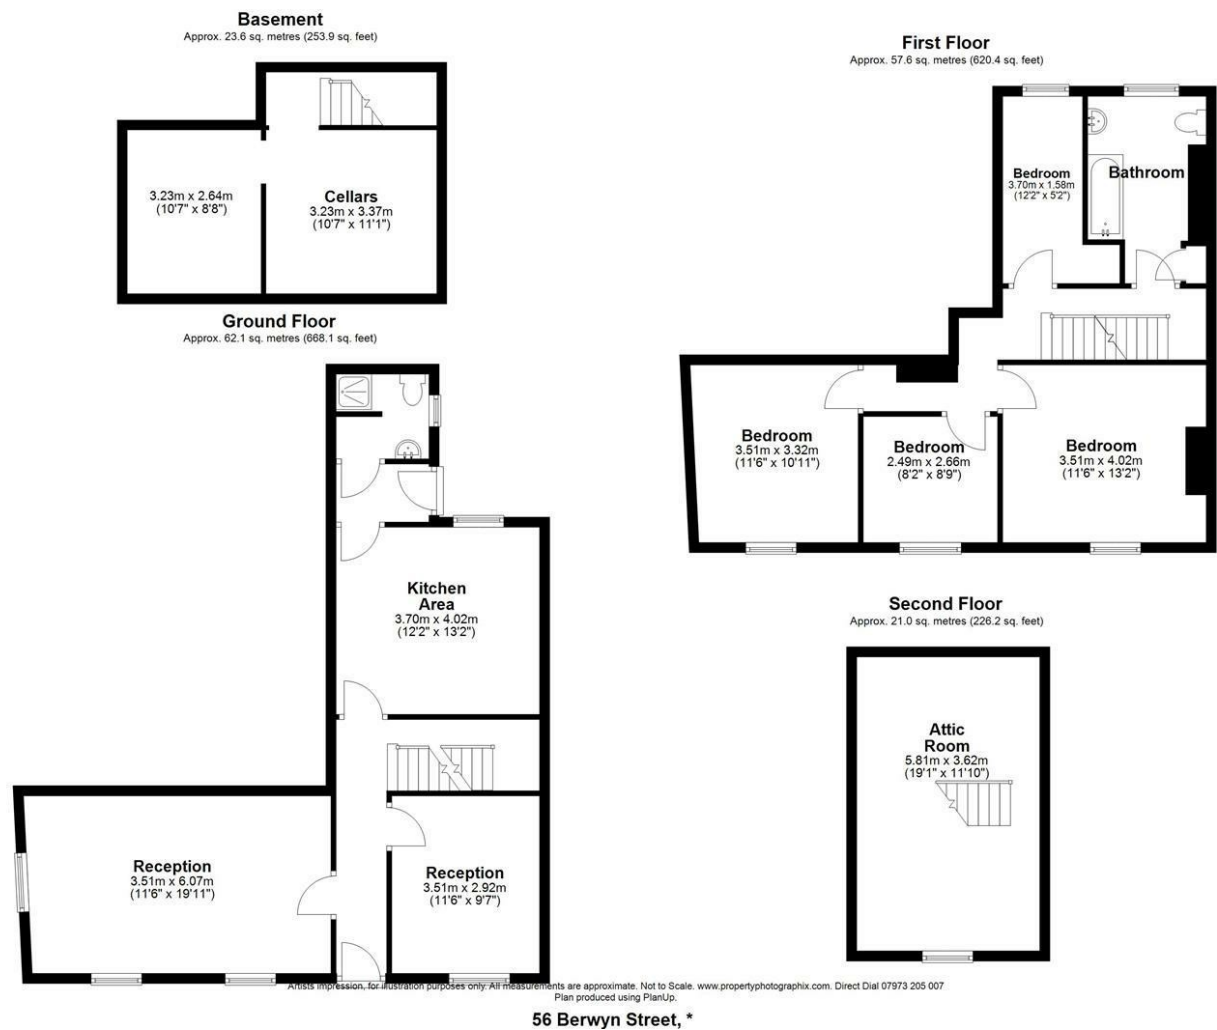 Basement
Approx. 23.6 sq. metres (253.9 sq. feet)
3.23m x 2.64m
(10'7" x 8'8")
Cellars
3.23m x 3.37m
(10'7" x 11'1")
Ground Floor
Approx. 62.1 sq. metres (668.1 sq. feet)
Kitchen
Area
3.70m x 4.02m
(12'2" x 13'2")
Reception
3.51m x 6.07m
(11'6" x 19'11")
Reception
3.51m x 2.92m
(11'6" x 9'7")
First Floor
Approx. 57.6 sq. metres (620.4 sq. feet)
Bedroom
3.70m x 1.58m
(12'2" x 5'2")
Bathroom
Bedroom
3.51m x 3.32m
(11'6" x 10'11")
Bedroom
2.49m x 2.66m
(8'2" x 8'9")
Bedroom
3.51m x 4.02m
(11'6" x 13'2")
Second Floor
Approx. 21.0 sq. metres (226.2 sq. feet)
Attic
Room
5.81m x 3.62m
(19'1" x 11'10")
Artists impression, for illustration purposes only. All measurements are approximate. Not to Scale. www.propertyphotographix.com. Direct Dial 07973 205 007
Plan produced using PlanUp.
56 Berwyn Street, *